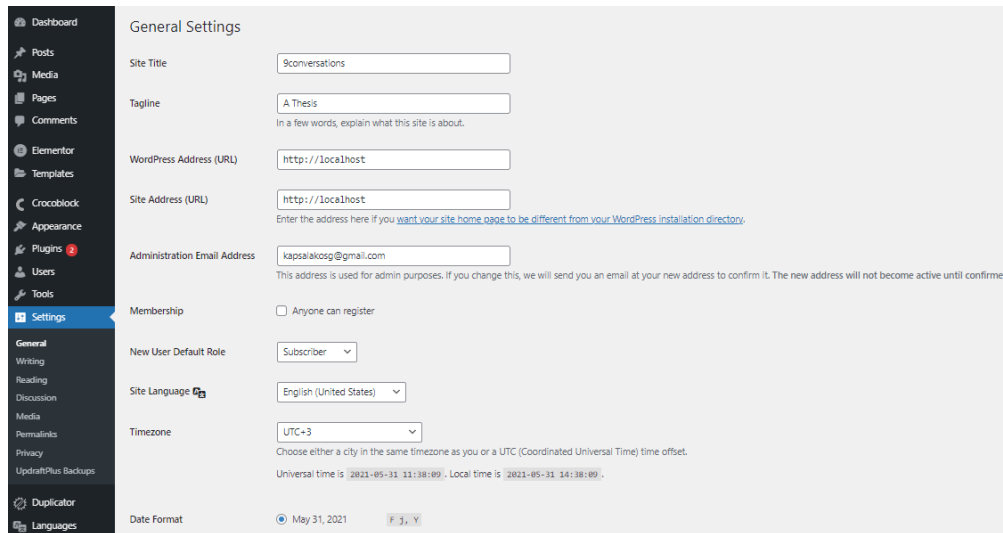 Dashboard
Posts
Media
Pages
Comments
Elementor
Templates
Crocoblock
Appearance
Plugins 2
Users
Tools
Settings
General
Writing
Reading
Discussion
Media
Permalinks
Privacy
UpdraftPlus Backups
Duplicator
Languages
General Settings
Site Title 9conversations
Tagline A Thesis
In a few words, explain what this site is about.
WordPress Address (URL) http://localhost
Site Address (URL) http://localhost
Enter the address here if you want your site home page to be different from your WordPress installation directory.
Administration Email Address kapsalakosg@gmail.com
This address is used for admin purposes. If you change this, we will send you an email at your new address to confirm it. The new address will not become active until confirme
Membership Anyone can register
New User Default Role Subscriber
Site Language English (United States)
Timezone UTC+3
Choose either a city in the same timezone as you or a UTC (Coordinated Universal Time) time offset.
Universal time is 2021-05-31 11:38:09 . Local time is 2021-05-31 14:38:09 .
Date Format May 31, 2021 F j, Y